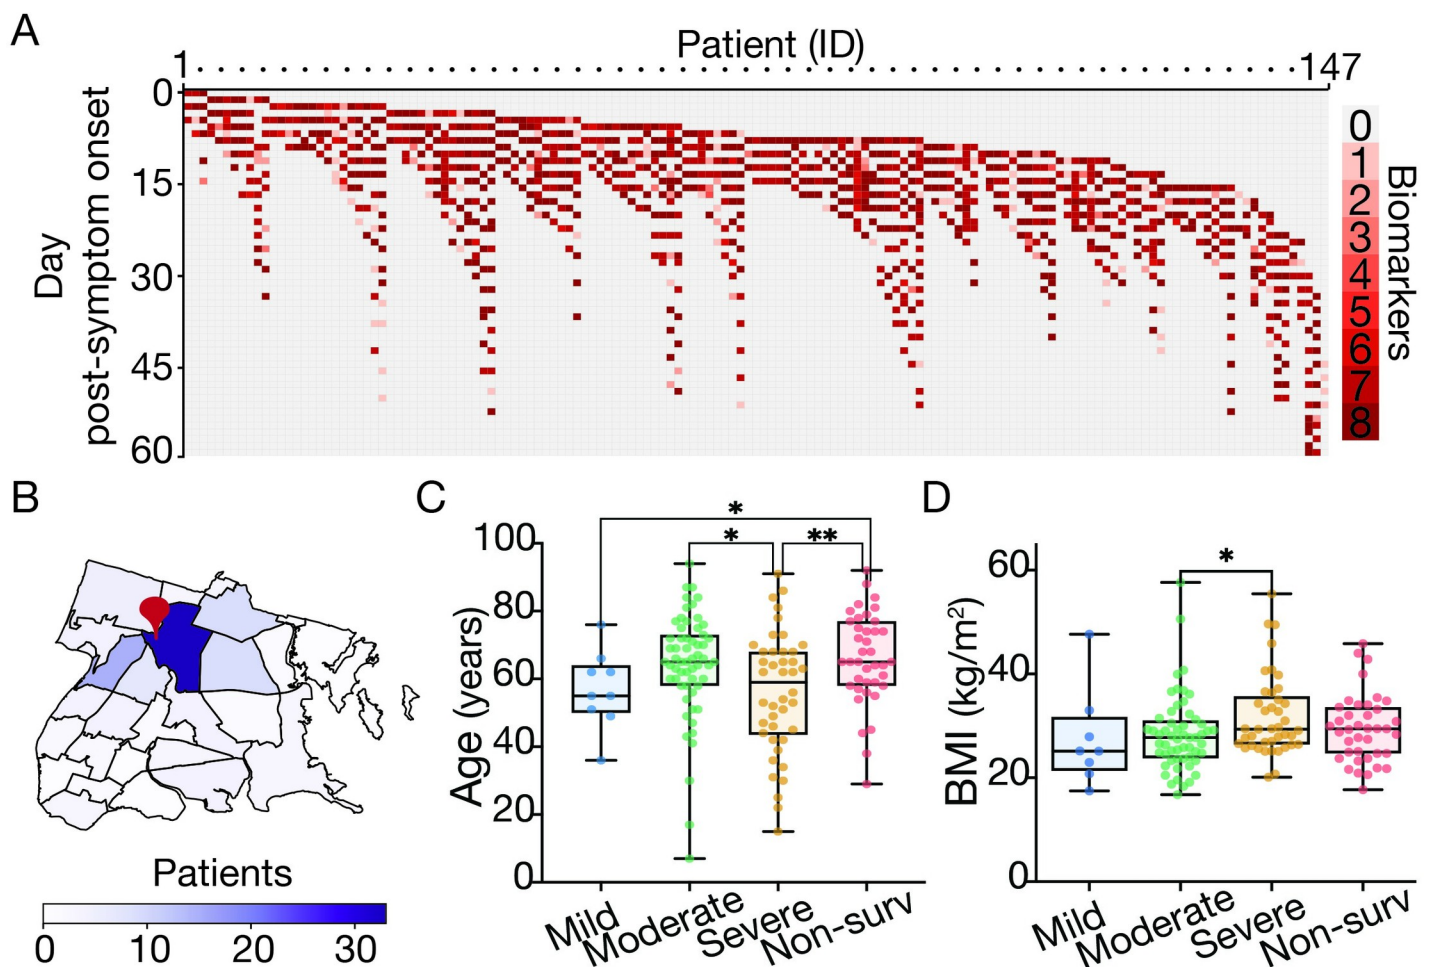 A
Patient (ID)
1
147
0
15
30
45
60
Day
post-symptom onset
0
1
2
3
4
5
6
7
8
Biomarkers
B
Patients
0
10
20
30
C
*
*
**
100
80
60
40
20
0
Age (years)
Mild
Moderate
Severe
Non-surv
D
*
60
40
20
0
BMI (kg/m²)
Mild
Moderate
Severe
Non-surv